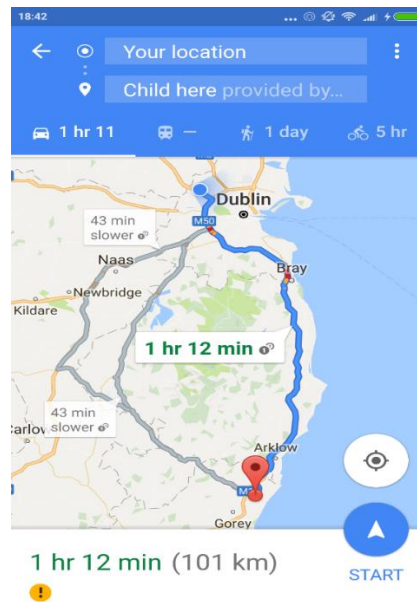 18:42
Your location
Child here provided by...
1 hr 11
—
1 day
5 hr
Dublin
M50
43 min
slower
Naas
Bray
Newbridge
Kildare
1 hr 12 min
43 min
slower
Carlow
Arklow
Gorey
1 hr 12 min (101 km)
START